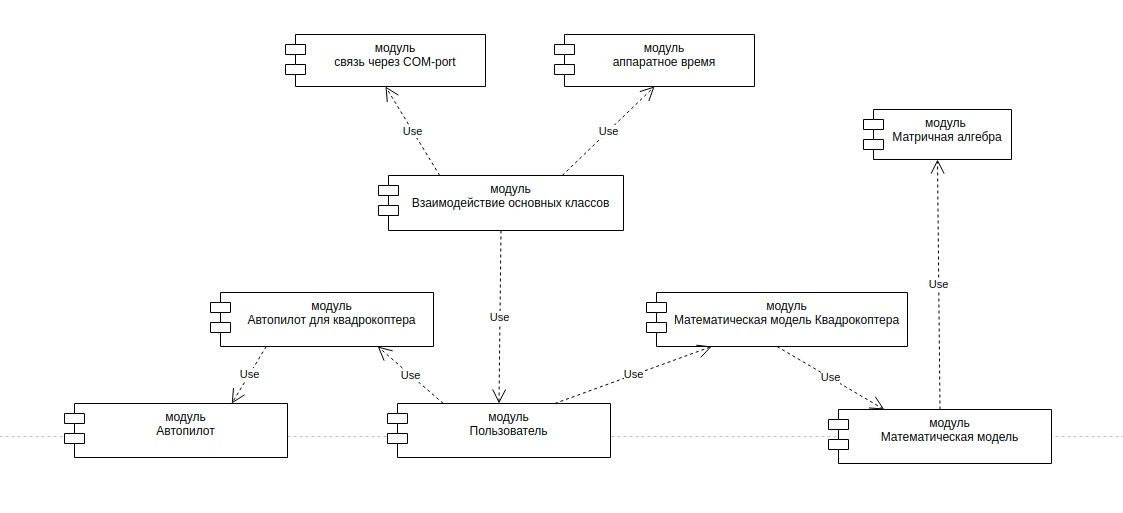 модуль
связь через COM-port
модуль
аппаратное время
модуль
Матричная алгебра
Use
Use
модуль
Взаимодействие основных классов
Use
модуль
Автопилот для квадрокоптера
Use
модуль
Математическая модель Квадрокоптера
Use
Use
Use
Use
модуль
Автопилот
модуль
Пользователь
модуль
Математическая модель